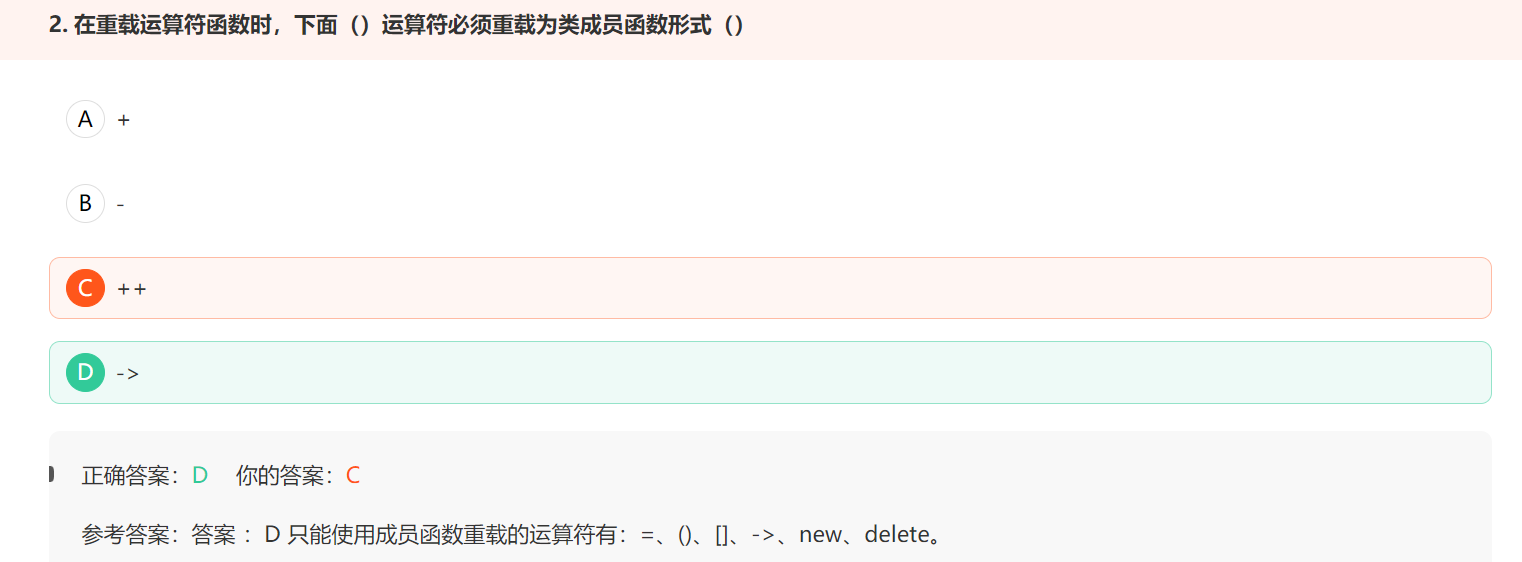 2. 在重载运算符函数时，下面（）运算符必须重载为类成员函数形式（）
A +
B -
C ++
D ->
正确答案：D 你的答案：C
参考答案：答案 ：D 只能使用成员函数重载的运算符有：=、()、[]、->、new、delete。